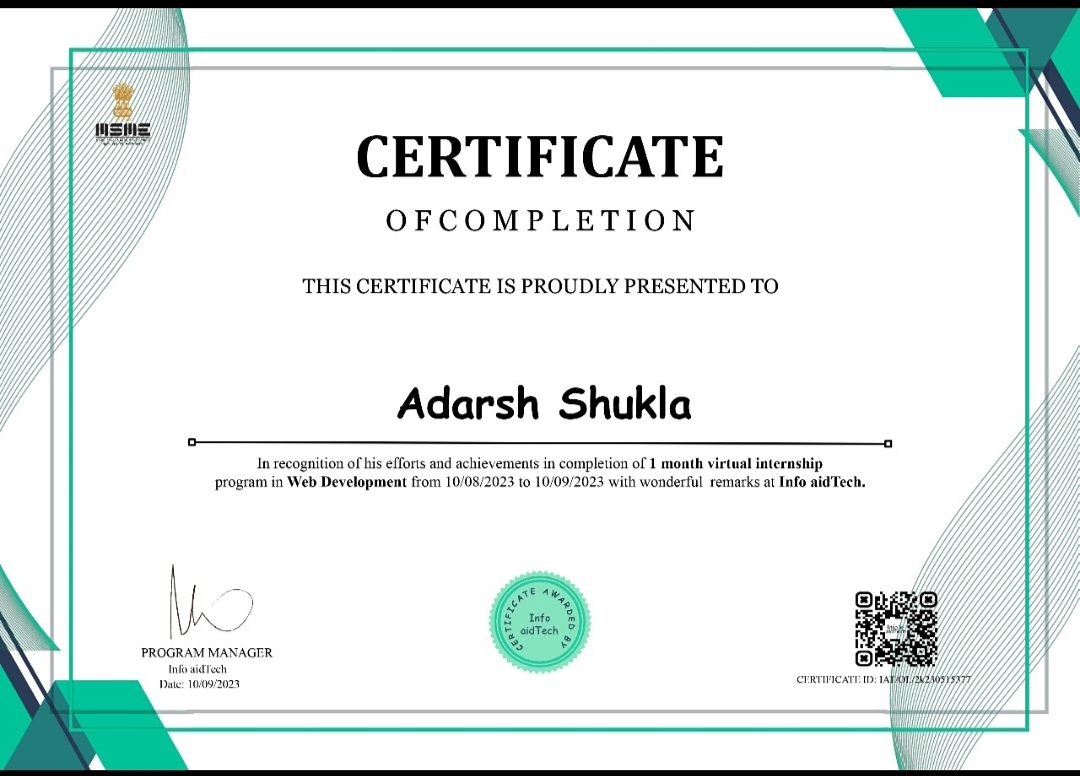 MSME
CERTIFICATE
OFCOMPLETION
THIS CERTIFICATE IS PROUDLY PRESENTED TO
Adarsh Shukla
In recognition of his efforts and achievements in completion of 1 month virtual internship
program in Web Development from 10/08/2023 to 10/09/2023 with wonderful remarks at Info aidTech.
PROGRAM MANAGER
Info aidTech
Date: 10/09/2023
CERTIFICATE AWARDED BY
Info
aidTech
CERTIFICATE ID: IAT/OL/2k230515377